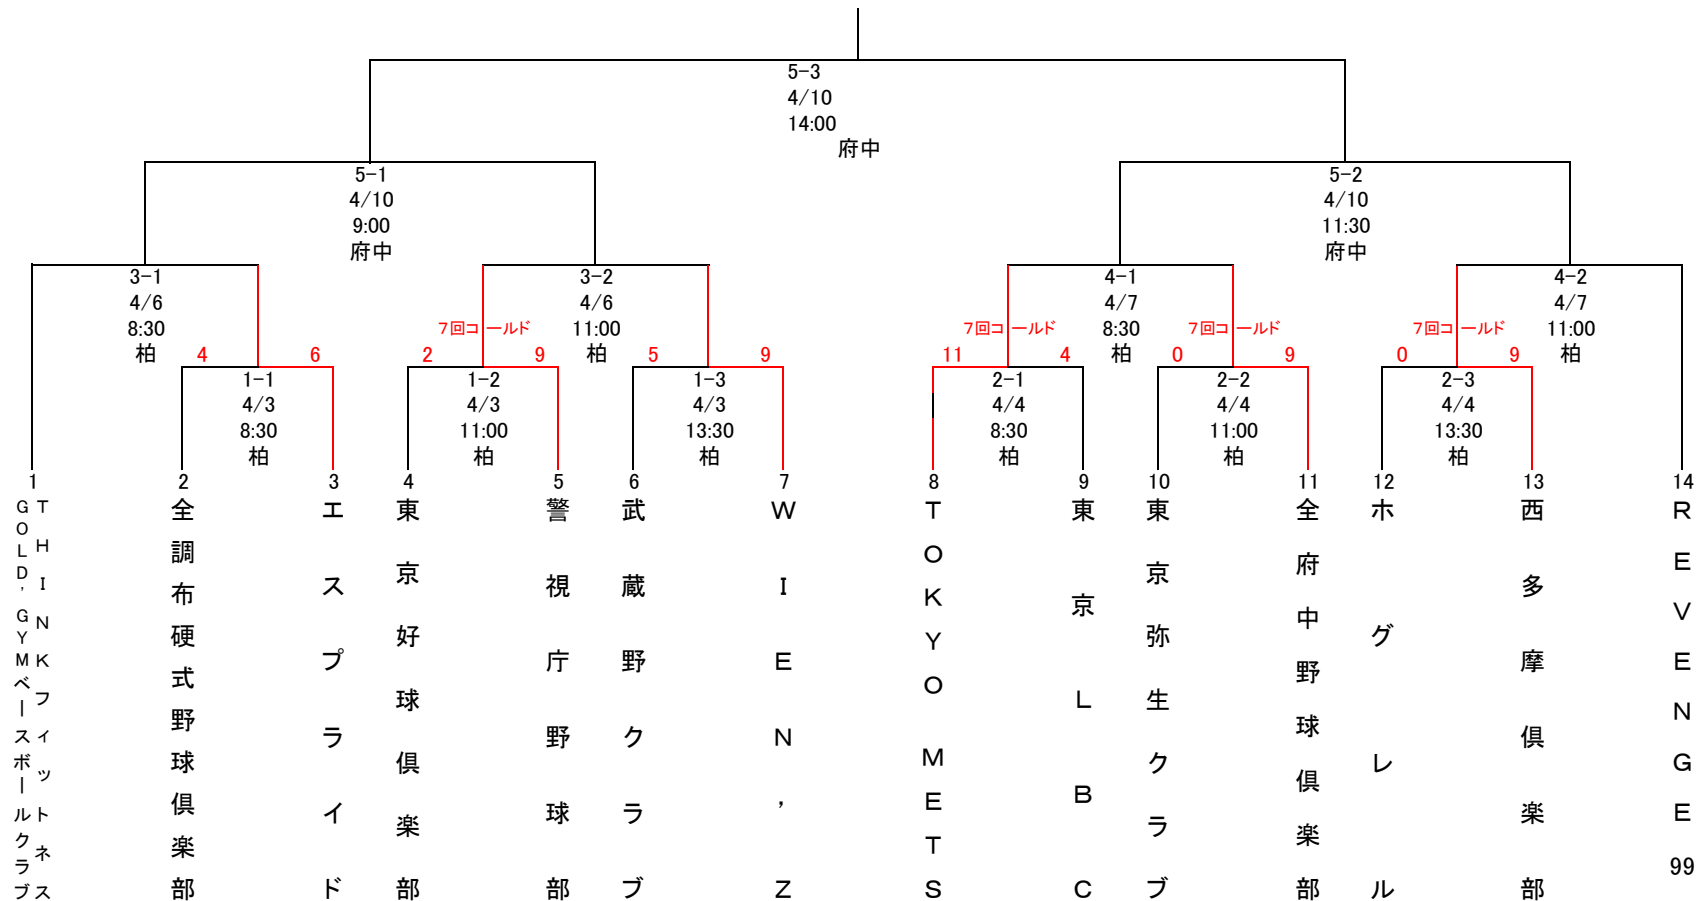 5-3
4/10
14:00
府中
5-1
4/10
9:00
府中
5-2
4/10
11:30
府中
3-1
4/6
8:30
柏
3-2
4/6
11:00
柏
4-1
4/7
8:30
柏
4-2
4/7
11:00
柏
4 6
7回コールド
2 9
5 9
7回コールド
11 4
7回コールド
0 9
7回コールド
0 9
1-1
4/3
8:30
柏
1-2
4/3
11:00
柏
1-3
4/3
13:30
柏
2-1
4/4
8:30
柏
2-2
4/4
11:00
柏
2-3
4/4
13:30
柏
1
THINKフィットネス
GOLD'GYMベースボールクラブ
2
全調布硬式野球倶楽部
3
エスプライド
4
東京好球倶楽部
5
警視庁野球部
6
武蔵野クラブ
7
WIEN'Z
8
TOKYO METS
9
東京LBC
10
東京弥生クラブ
11
全府中野球倶楽部
12
ホグレル
13
西多摩倶楽部
14
REVENGE99